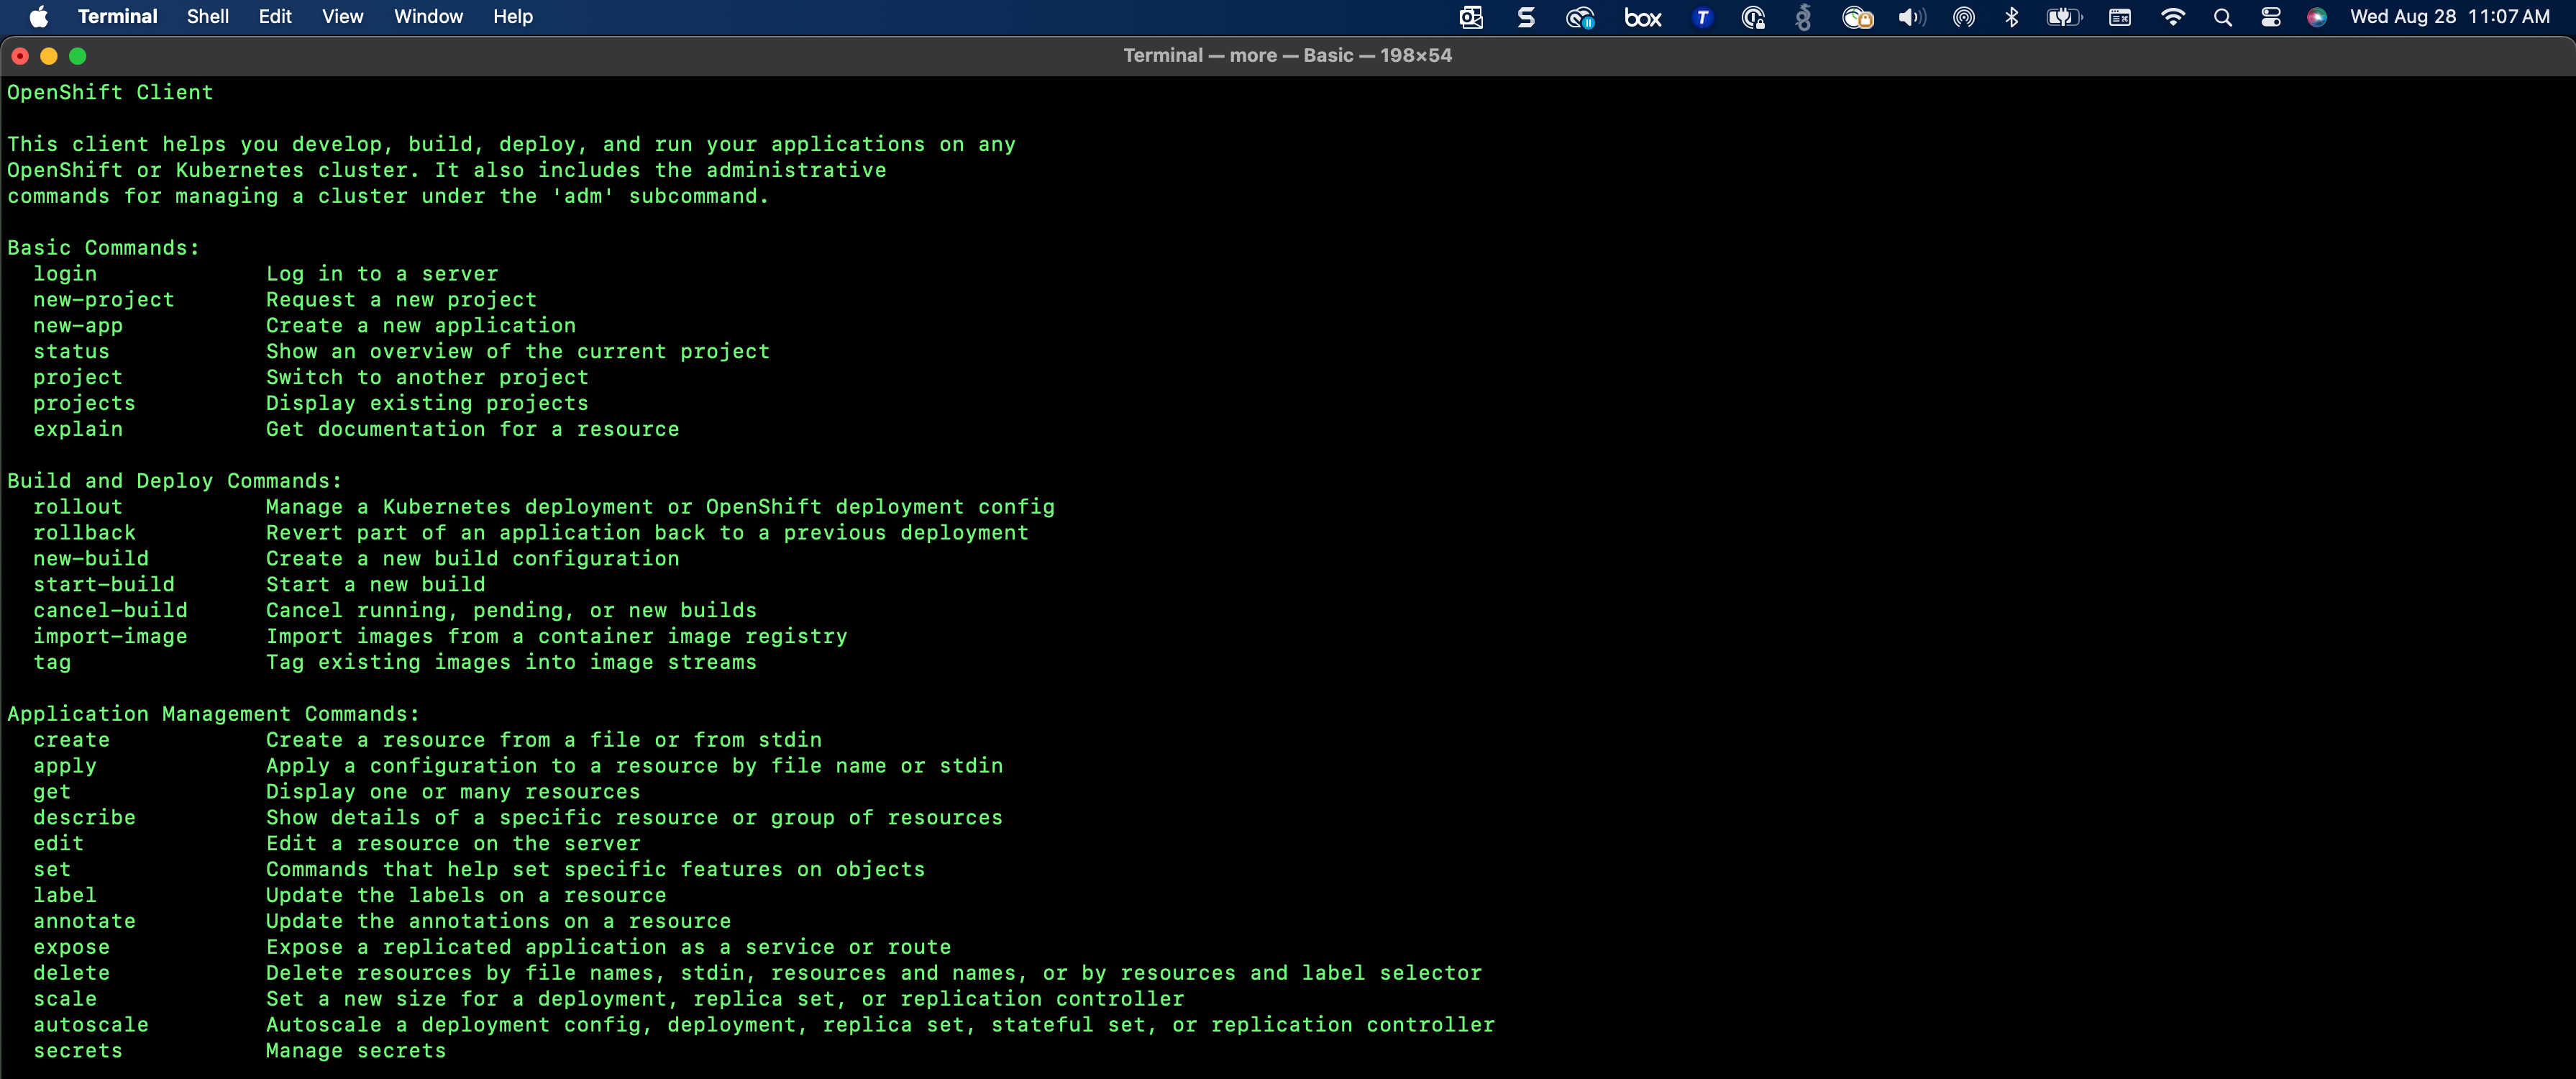 Terminal Shell Edit View Window Help box Wed Aug 28 11:07 AM
Terminal — more — Basic — 198×54
OpenShift Client
This client helps you develop, build, deploy, and run your applications on any
OpenShift or Kubernetes cluster. It also includes the administrative
commands for managing a cluster under the 'adm' subcommand.
Basic Commands:
login Log in to a server
new-project Request a new project
new-app Create a new application
status Show an overview of the current project
project Switch to another project
projects Display existing projects
explain Get documentation for a resource
Build and Deploy Commands:
rollout Manage a Kubernetes deployment or OpenShift deployment config
rollback Revert part of an application back to a previous deployment
new-build Create a new build configuration
start-build Start a new build
cancel-build Cancel running, pending, or new builds
import-image Import images from a container image registry
tag Tag existing images into image streams
Application Management Commands:
create Create a resource from a file or from stdin
apply Apply a configuration to a resource by file name or stdin
get Display one or many resources
describe Show details of a specific resource or group of resources
edit Edit a resource on the server
set Commands that help set specific features on objects
label Update the labels on a resource
annotate Update the annotations on a resource
expose Expose a replicated application as a service or route
delete Delete resources by file names, stdin, resources and names, or by resources and label selector
scale Set a new size for a deployment, replica set, or replication controller
autoscale Autoscale a deployment config, deployment, replica set, stateful set, or replication controller
secrets Manage secrets